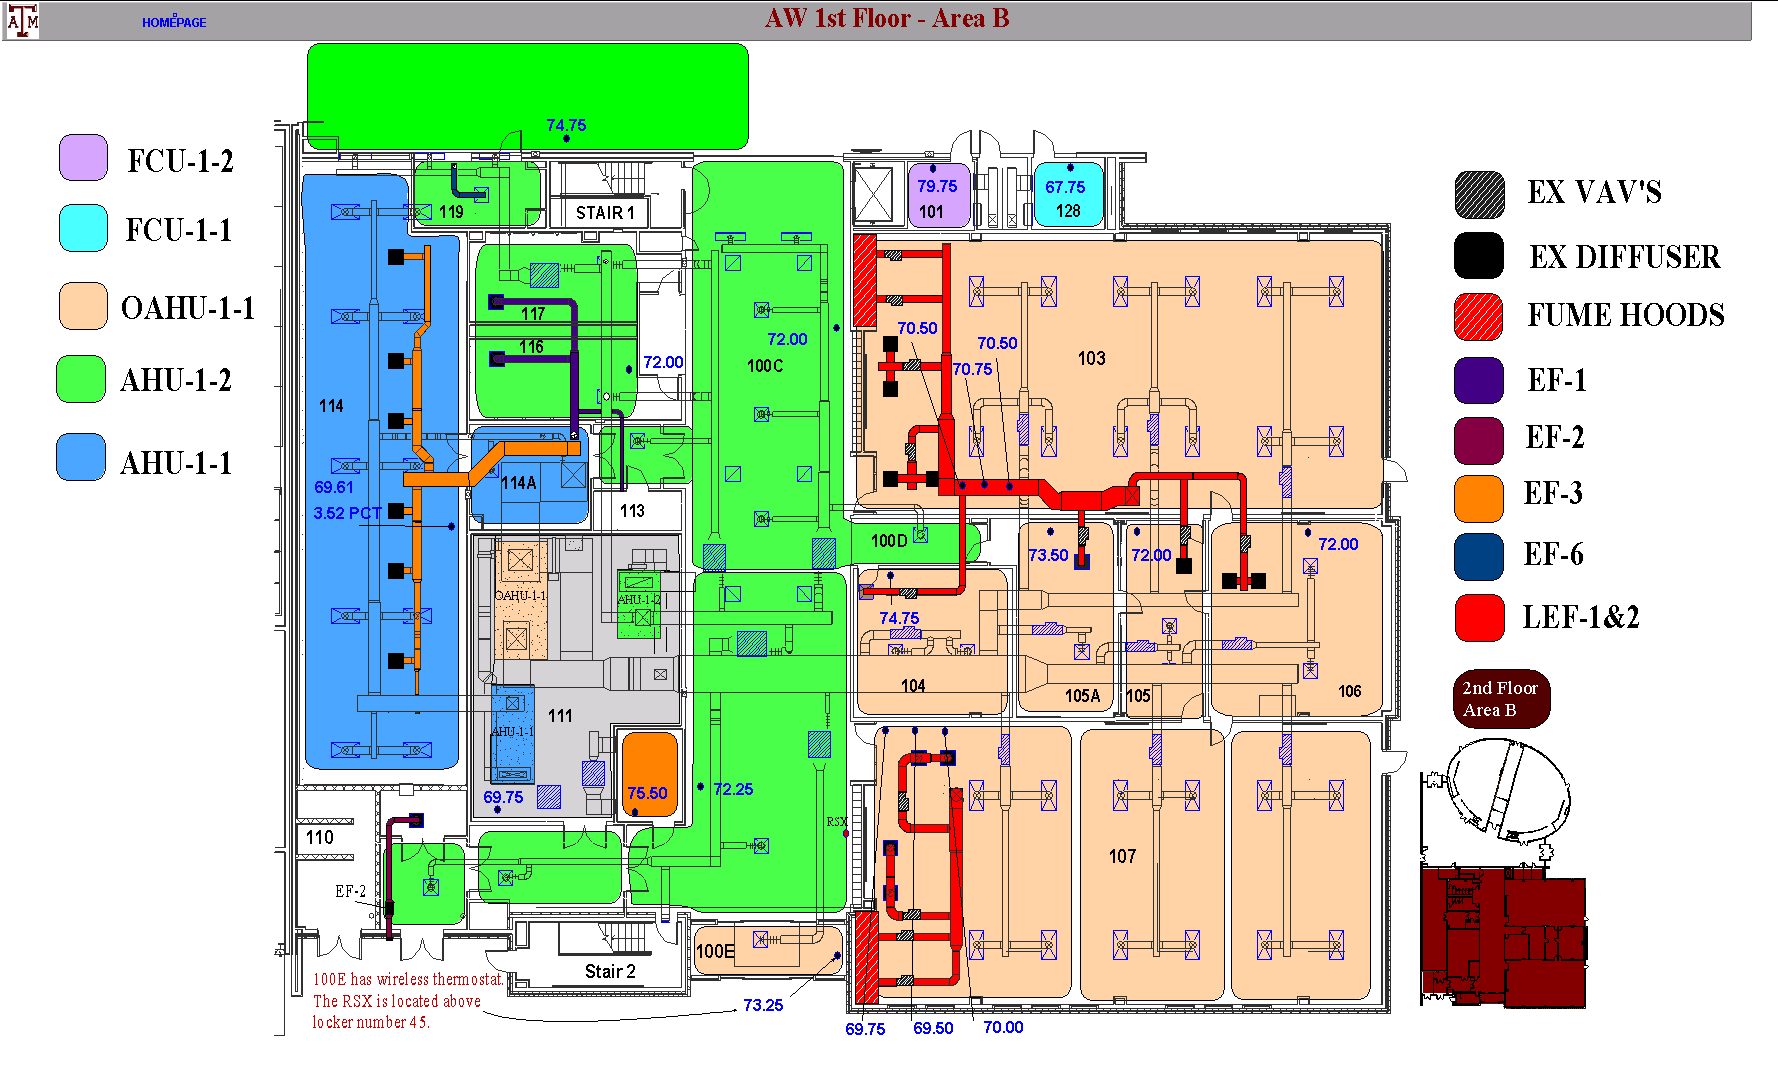 ATM
HOMEPAGE
AW 1st Floor - Area B
74.75
FCU-1-2
FCU-1-1
OAHU-1-1
AHU-1-2
AHU-1-1
EX VAV'S
EX DIFFUSER
FUME HOODS
EF-1
EF-2
EF-3
EF-6
LEF-1&2
2nd Floor
Area B
119
STAIR 1
79.75
101
67.75
128
117
116
72.00
72.00
100C
70.50
70.50
70.75
103
114
69.61
3.52 PCT
114A
113
100D
73.50
72.00
72.00
OAHU-1-1
AHU-1-2
74.75
104
105A
105
106
111
AHU-1-1
69.75
75.50
72.25
RSX
107
110
EF-2
Stair 2
100E
100E has wireless thermostat.
The RSX is located above
locker number 45.
73.25
69.75
69.50
70.00